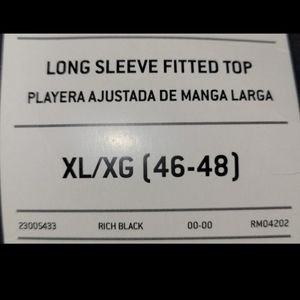 LONG SLEEVE FITTED TOP
PLAYERA AJUSTADA DE MANGA LARGA
XL/XG (46-48)
23005433 RICH BLACK 00-00 RM04202